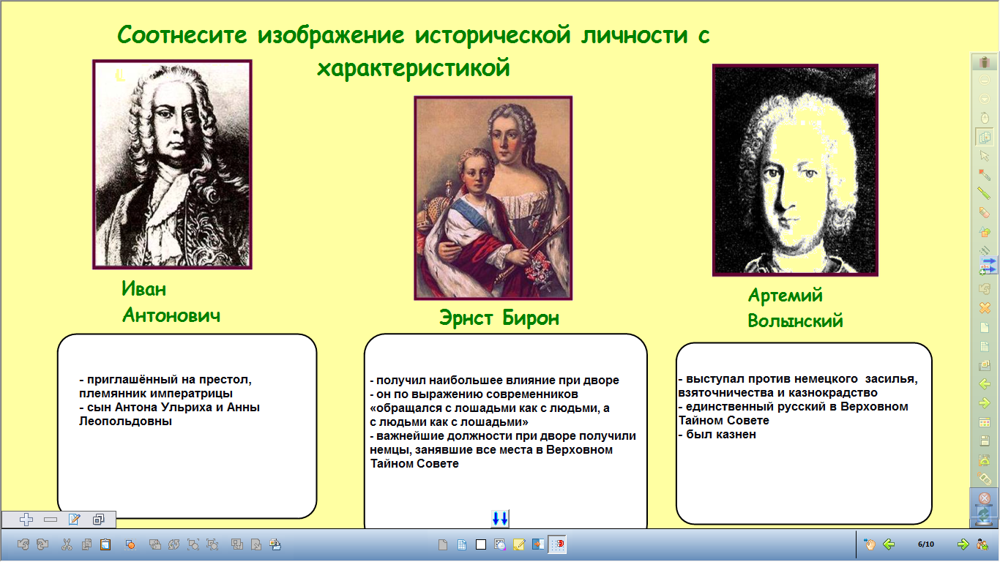 Соотнесите изображение исторической личности с
характеристикой
Иван
Антонович
Эрнст Бирон
Артемий
Волынский
- приглашённый на престол,
племянник императрицы
- сын Антона Ульриха и Анны
Леопольдовны
- получил наибольшее влияние при дворе
- он по выражению современников
«обращался с лошадьми как с людьми, а
с людьми как с лошадьми»
- важнейшие должности при дворе получили
немцы, занявшие все места в Верховном
Тайном Совете
- выступал против немецкого засилья,
взяточничества и казнокрадство
- единственный русский в Верховном
Тайном Совете
- был казнен
6/10